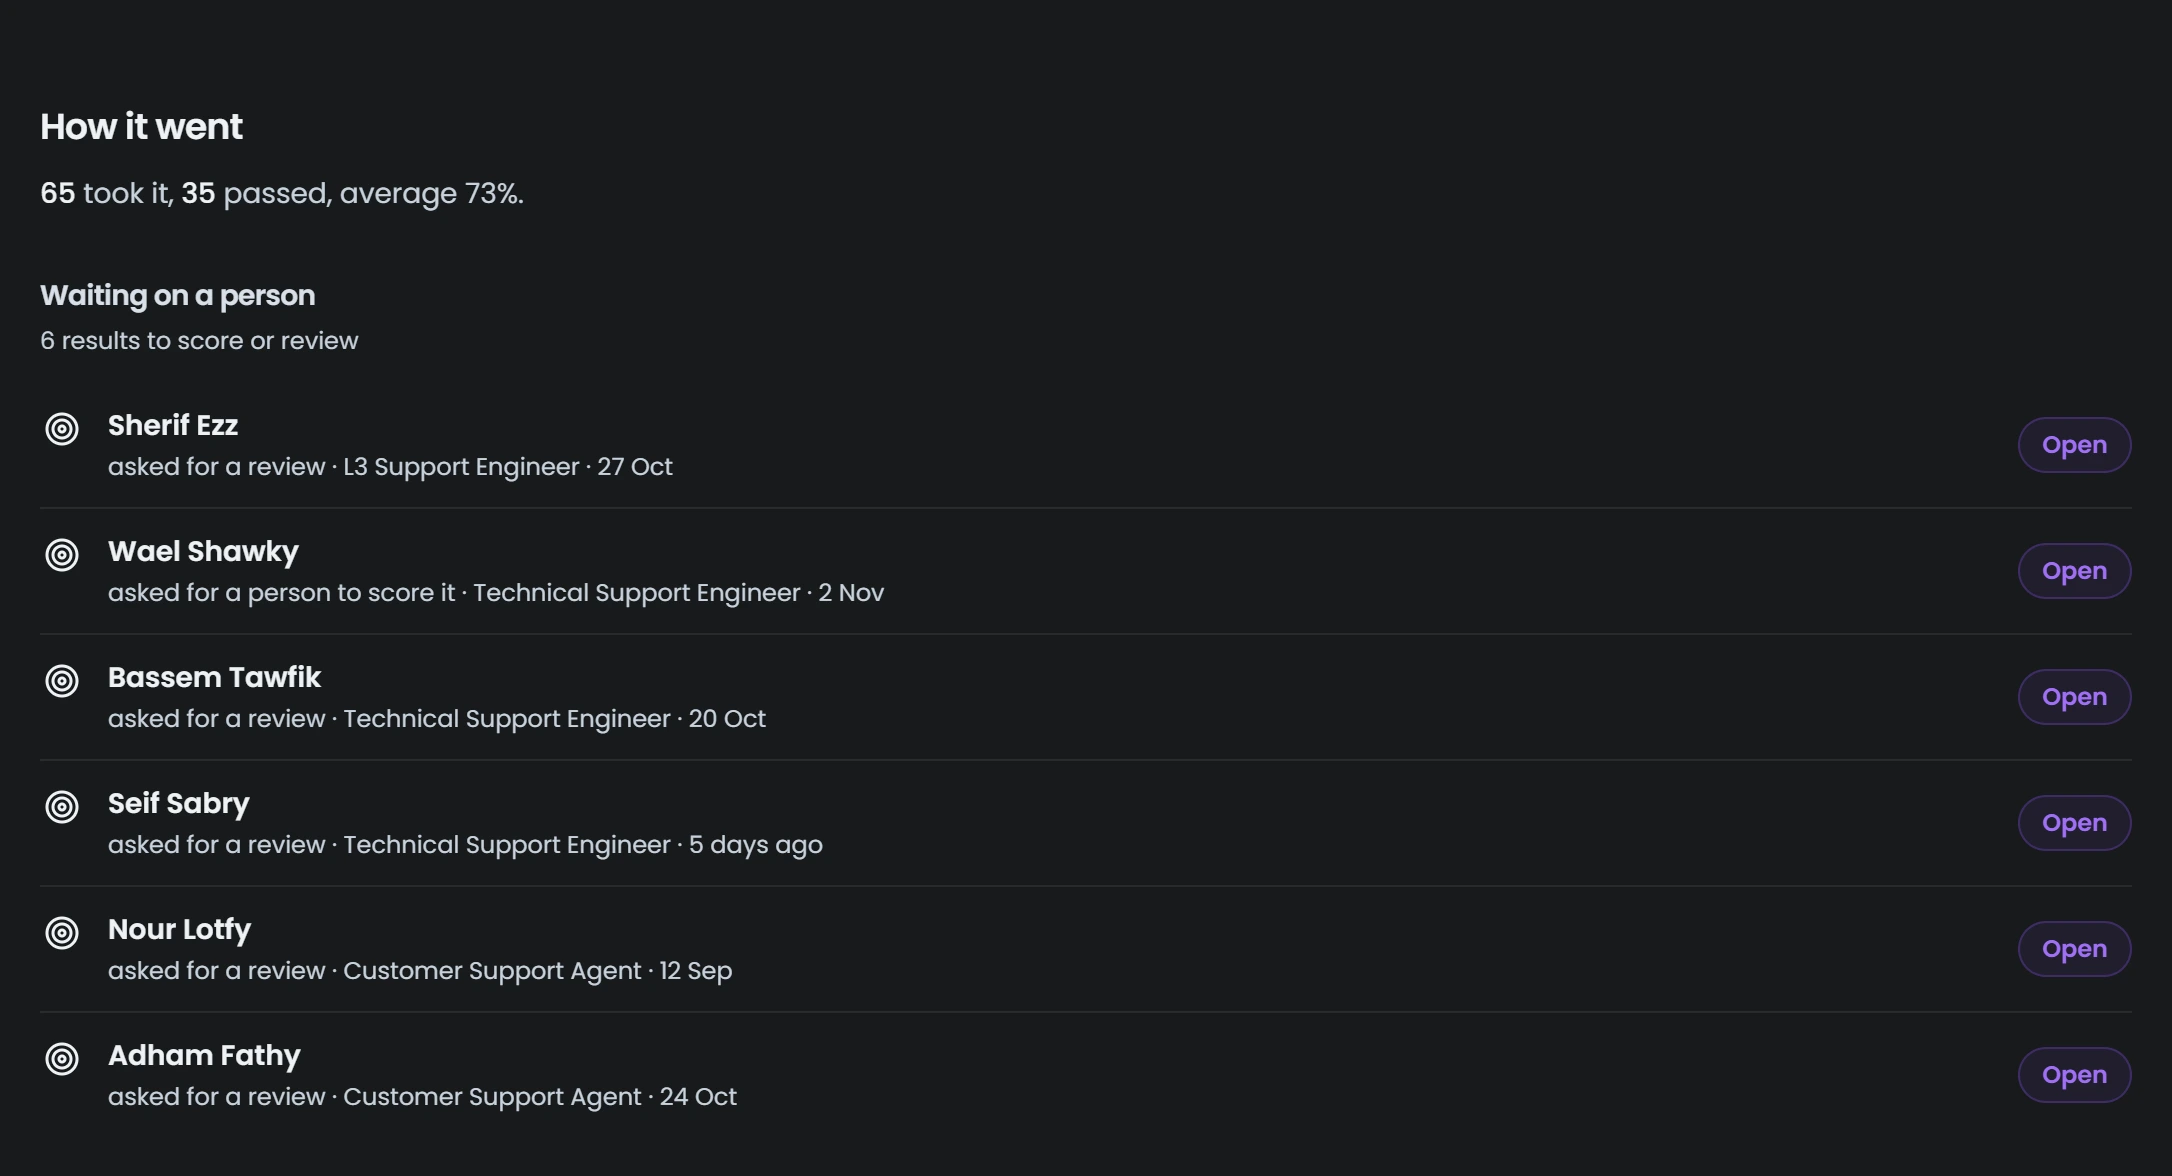 How it went
65 took it, 35 passed, average 73%.
Waiting on a person
6 results to score or review
Sherif Ezz
asked for a review · L3 Support Engineer · 27 Oct
Open
Wael Shawky
asked for a person to score it · Technical Support Engineer · 2 Nov
Open
Bassem Tawfik
asked for a review · Technical Support Engineer · 20 Oct
Open
Seif Sabry
asked for a review · Technical Support Engineer · 5 days ago
Open
Nour Lotfy
asked for a review · Customer Support Agent · 12 Sep
Open
Adham Fathy
asked for a review · Customer Support Agent · 24 Oct
Open